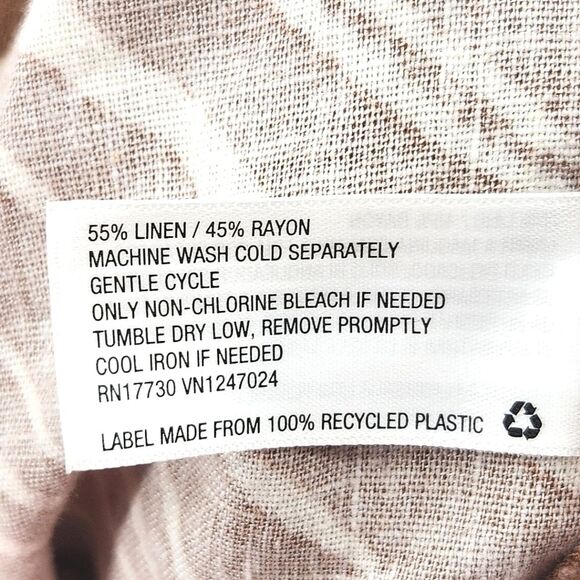 55% LINEN / 45% RAYON
MACHINE WASH COLD SEPARATELY
GENTLE CYCLE
ONLY NON-CHLORINE BLEACH IF NEEDED
TUMBLE DRY LOW, REMOVE PROMPTLY
COOL IRON IF NEEDED
RN17730 VN1247024
LABEL MADE FROM 100% RECYCLED PLASTIC